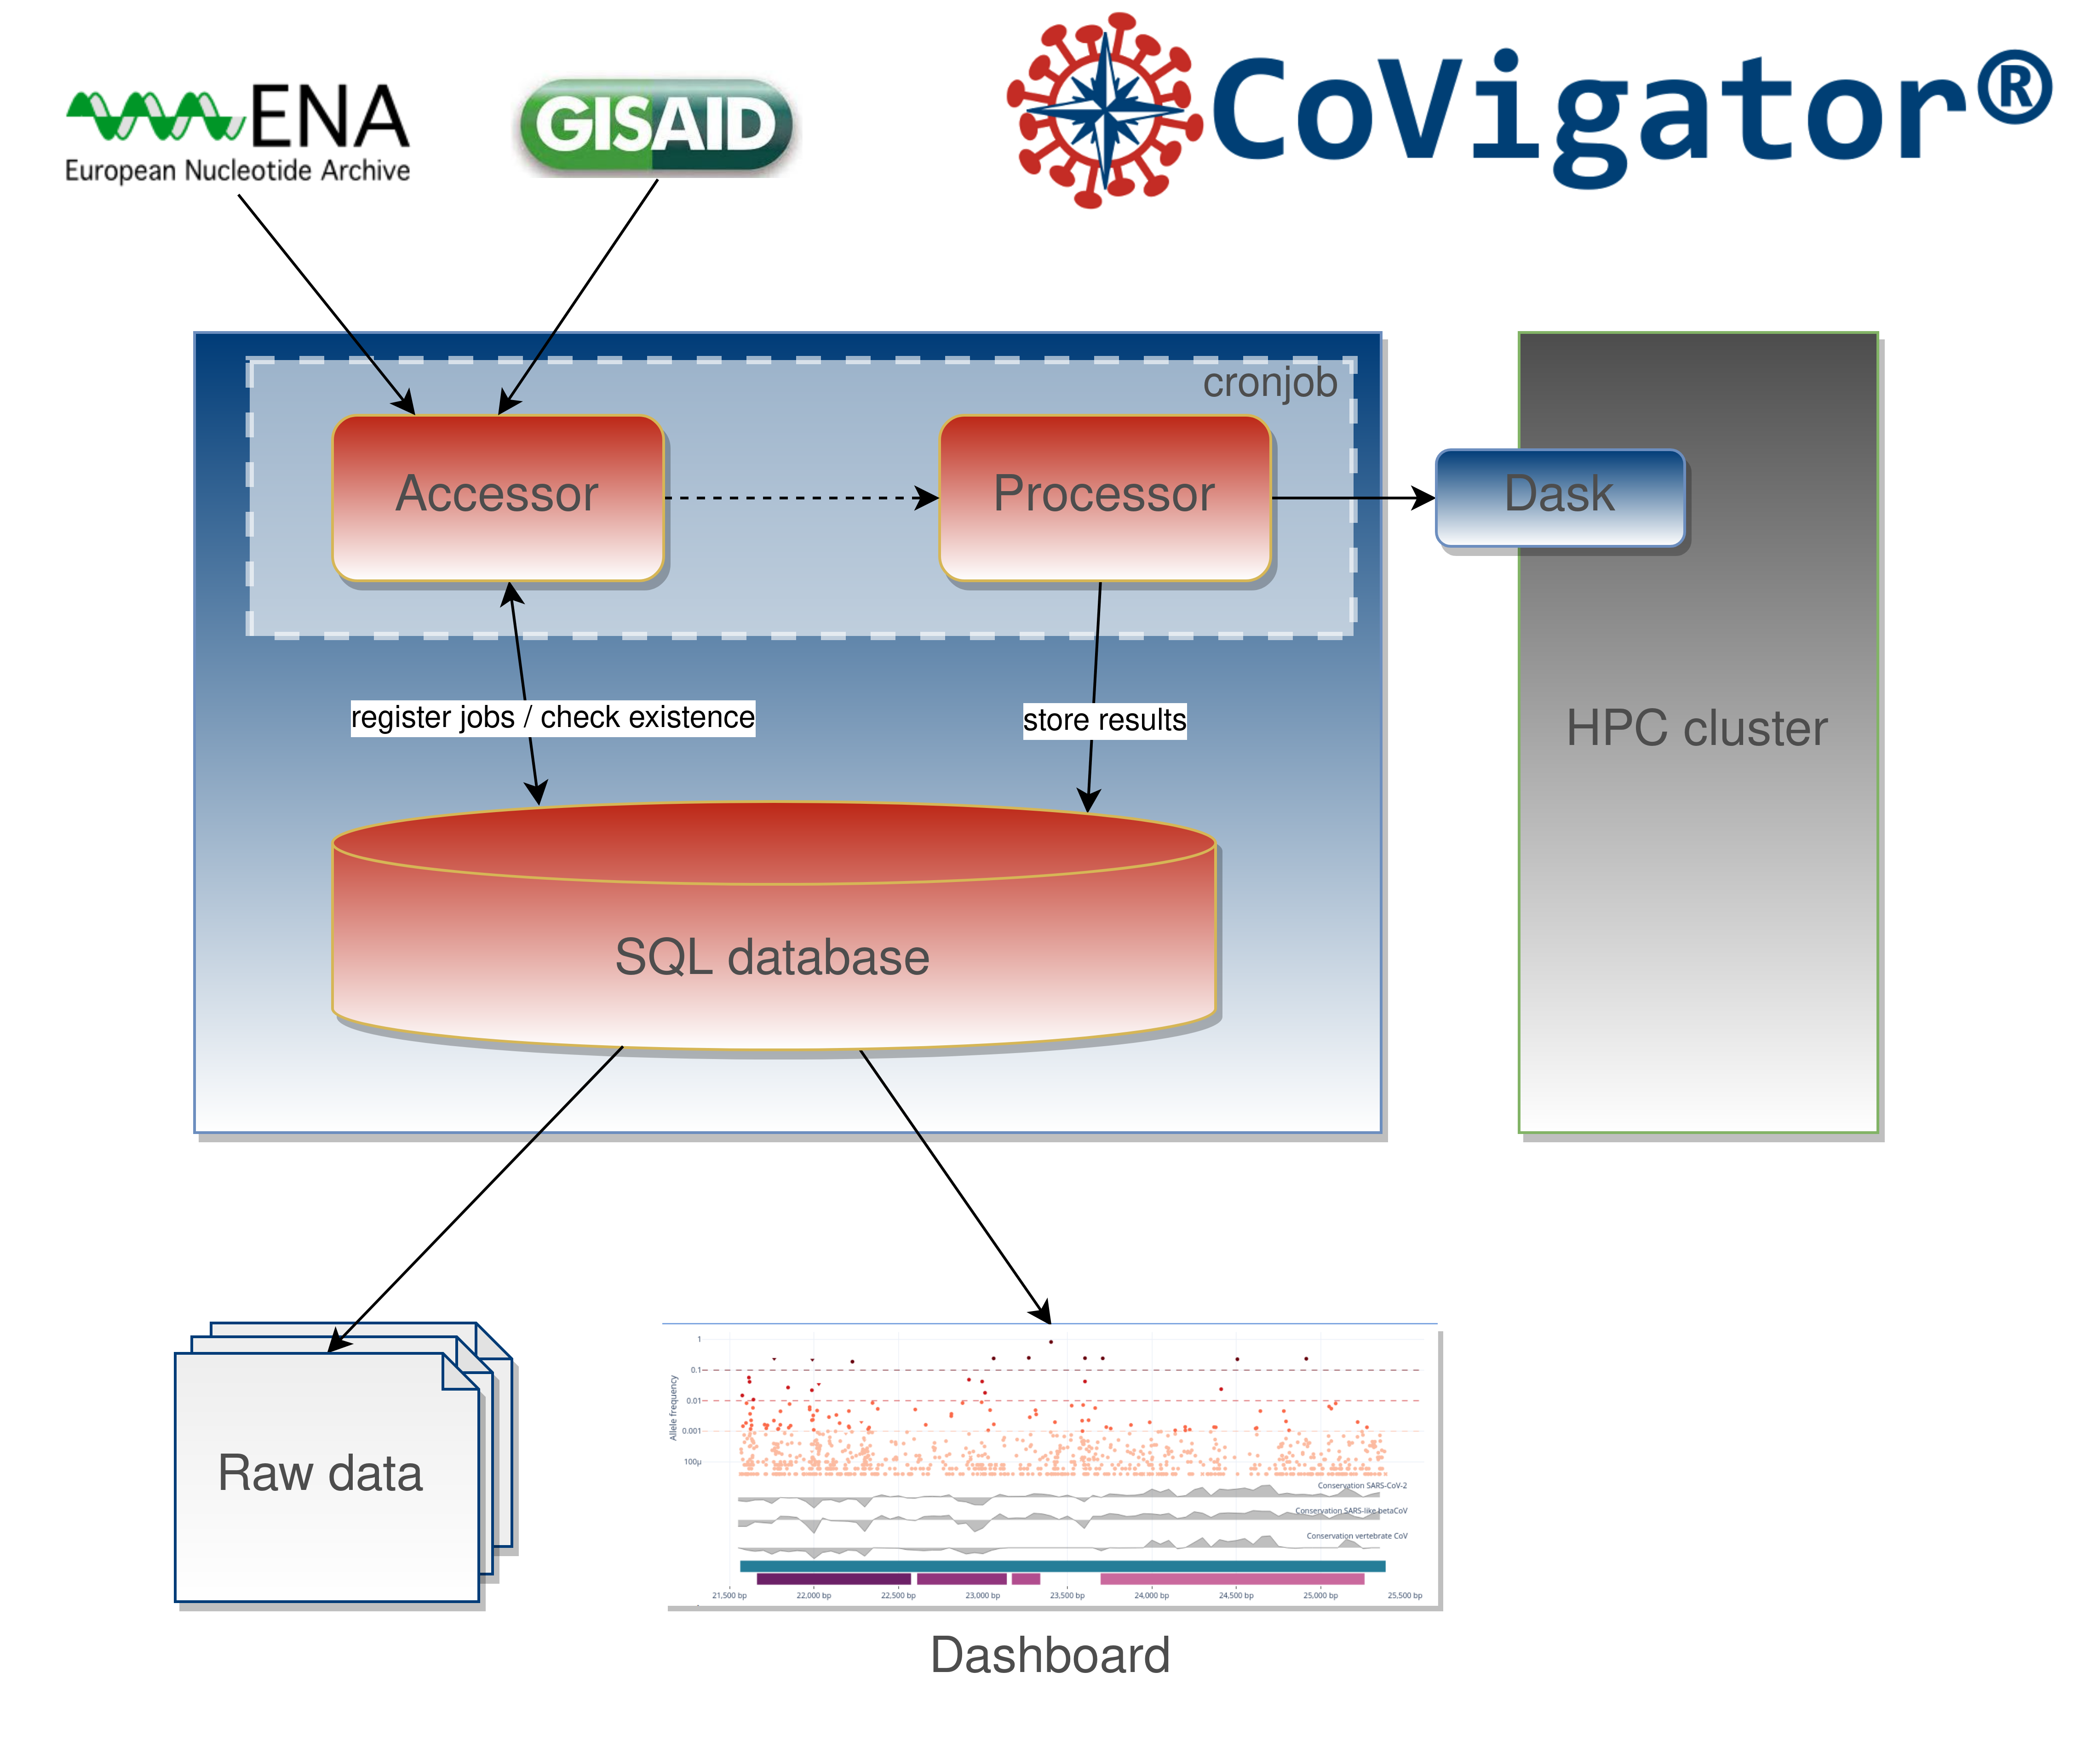 ENA
European Nucleotide Archive
GISAID
CoVigator®
cronjob
Accessor
Processor
Dask
register jobs / check existence
store results
HPC cluster
SQL database
Raw data
1
0.1
0.01
0.001
100µ
Allele frequency
Conservation SARS-CoV-2
Conservation SARS-like betaCoV
Conservation vertebrate CoV
21,500 bp 22,000 bp 22,500 bp 23,000 bp 23,500 bp 24,000 bp 24,500 bp 25,000 bp 25,500 bp
Dashboard